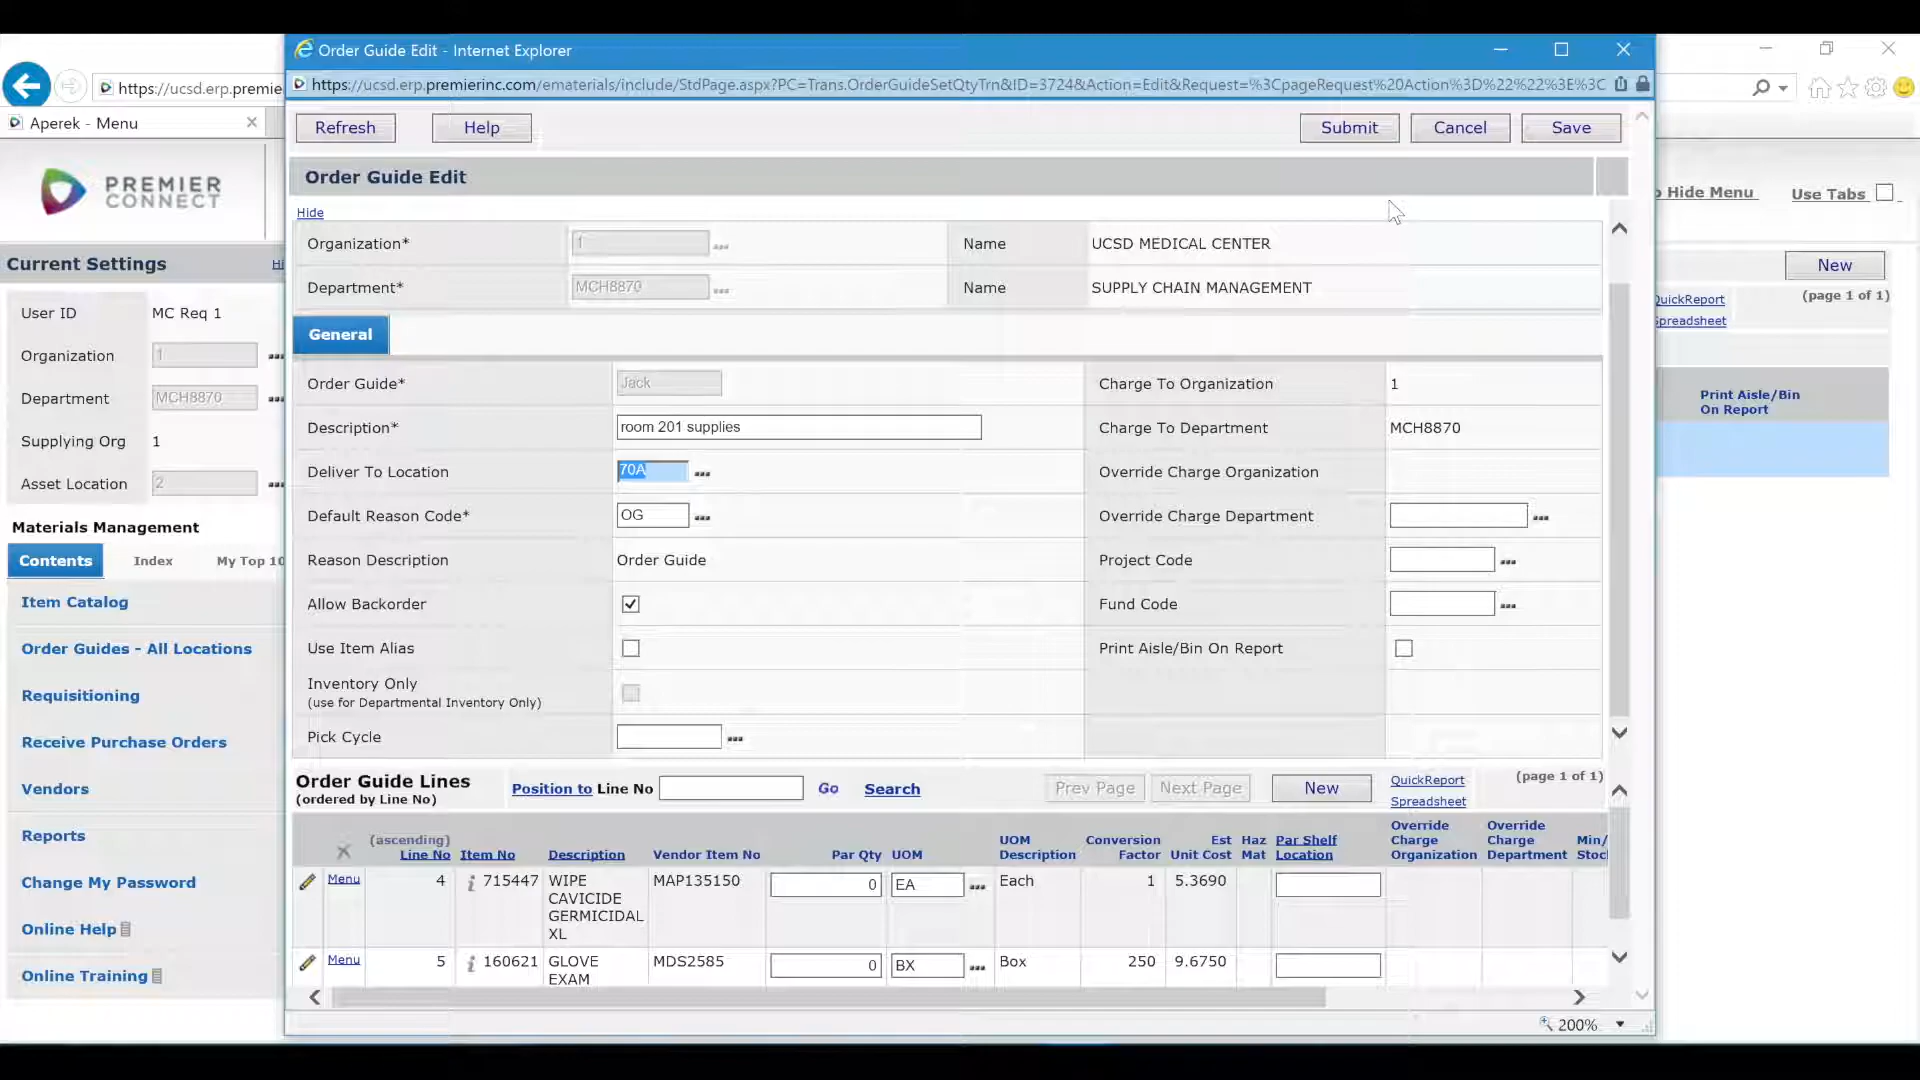 Order Guide Edit - Internet Explorer
https://ucsd.erp.premierinc.com/ematerials/include/StdPage.aspx?PC=Trans.OrderGuideSetQtyTrn&ID=3724&Action=Edit&Request=%3CpageRequest%20Action%3D%22%22%3E%3C
https://ucsd.erp.premie
Aperek - Menu
Refresh
Help
Submit
Cancel
Save
PREMIER
CONNECT
Order Guide Edit
Hide Menu
Use Tabs
Hide
Organization*
1
Name
UCSD MEDICAL CENTER
Department*
MCH8870
Name
SUPPLY CHAIN MANAGEMENT
Current Settings
Hi
New
User ID
MC Req 1
QuickReport
(page 1 of 1)
Spreadsheet
Organization
1
Department
MCH8870
Supplying Org
1
Asset Location
2
Print Aisle/Bin
On Report
General
Order Guide*
Jack
Charge To Organization
1
Description*
room 201 supplies
Charge To Department
MCH8870
Deliver To Location
70A
Override Charge Organization
Default Reason Code*
OG
Override Charge Department
Reason Description
Order Guide
Project Code
Allow Backorder
Fund Code
Use Item Alias
Print Aisle/Bin On Report
Inventory Only
(use for Departmental Inventory Only)
Pick Cycle
Materials Management
Contents
Index
My Top 10
Item Catalog
Order Guides - All Locations
Requisitioning
Receive Purchase Orders
Vendors
Reports
Change My Password
Online Help
Online Training
Order Guide Lines
(ordered by Line No)
Position to Line No
Go
Search
Prev Page
Next Page
New
QuickReport
Spreadsheet
(page 1 of 1)
(ascending)
Line No
Item No
Description
Vendor Item No
Par Qty
UOM
UOM
Description
Conversion
Factor
Est
Unit Cost
Haz
Mat
Par Shelf
Location
Override
Charge
Organization
Override
Charge
Department
Min/
Stoc
Menu
4
715447
WIPE
CAVICIDE
GERMICIDAL
XL
MAP135150
0
EA
Each
1
5.3690
Menu
5
160621
GLOVE
EXAM
MDS2585
0
BX
Box
250
9.6750
200%